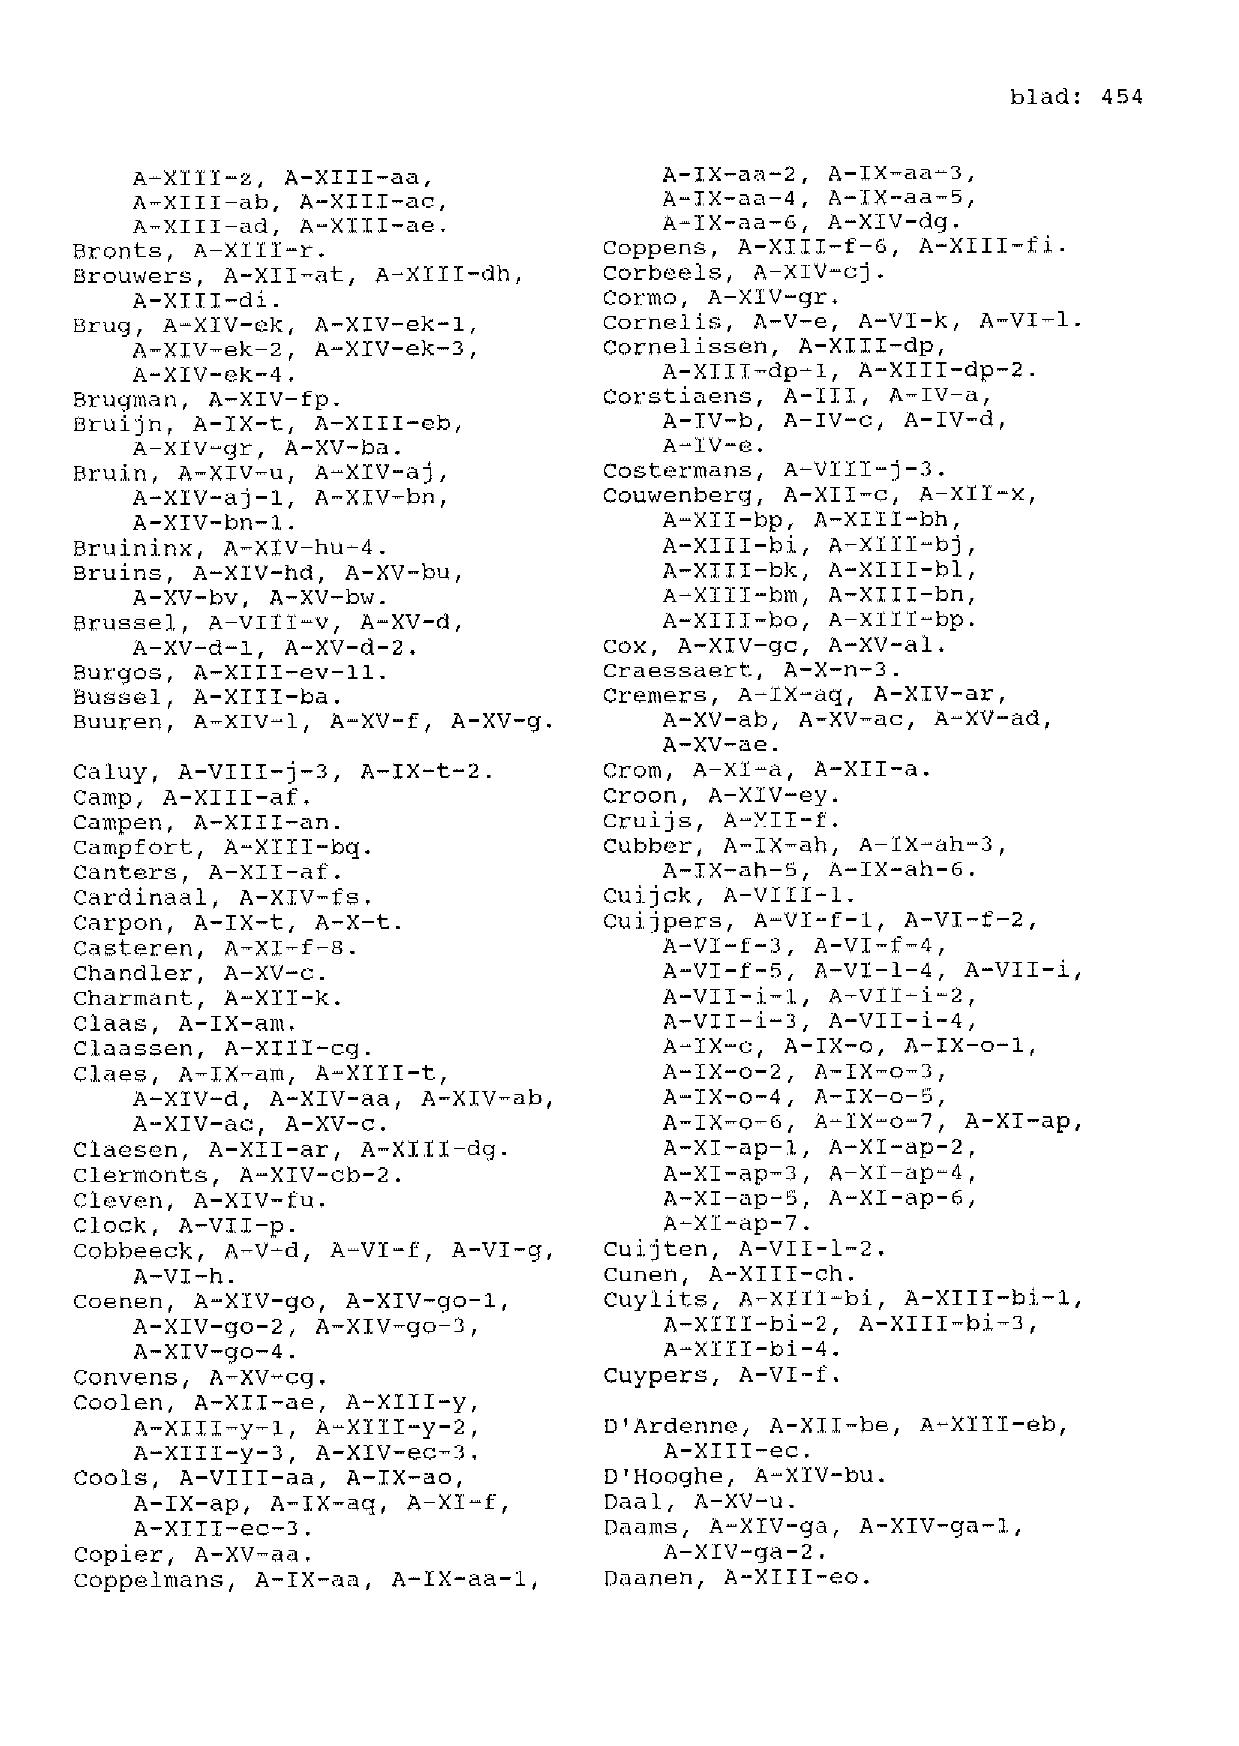 blad: 454
A-XIII-z, A-XIII-aa,
A-XIII-ab, A-XIII-ac,
A-XIII-ad, A-XIII-ae.
Bronts, A-XIII-r.
Brouwers, A-XII-at, A-XIII-dh,
A-XIII-di.
Brug, A-XIV-ek, A-XIV-ek-1,
A-XIV-ek-2, A-XIV-ek-3,
A-XIV-ek-4.
Brugman, A-XIV-fp.
Bruijn, A-IX-t, A-XIII-eb,
A-XIV-gr, A-XV-ba.
Bruin, A-XIV-u, A-XIV-aj,
A-XIV-aj-1, A-XIV-bn,
A-XIV-bn-1.
Bruininx, A-XIV-hu-4.
Bruins, A-XIV-hd, A-XV-bu,
A-XV-bv, A-XV-bw.
Brussel, A-VIII-v, A-XV-d,
A-XV-d-1, A-XV-d-2.
Burgos, A-XIII-ev-11.
Bussel, A-XIII-ba.
Buuren, A-XIV-l, A-XV-f, A-XV-g.
Caluy, A-VIII-j-3, A-IX-t-2.
Camp, A-XIII-af.
Campen, A-XIII-an.
Campfort, A-XIII-bq.
Canters, A-XII-af.
Cardinaal, A-XIV-fs.
Carpon, A-IX-t, A-X-t.
Casteren, A-XI-f-8.
Chandler, A-XV-c.
Charmant, A-XII-k.
Claas, A-IX-am.
Claassen, A-XIII-cg.
Claes, A-IX-am, A-XIII-t,
A-XIV-d, A-XIV-aa, A-XIV-ab,
A-XIV-ac, A-XV-c.
Claesen, A-XII-ar, A-XIII-dg.
Clermonts, A-XIV-cb-2.
Cleven, A-XIV-fu.
Clock, A-VII-p.
Cobbeeck, A-V-d, A-VI-f, A-VI-g,
A-VI-h.
Coenen, A-XIV-go, A-XIV-go-1,
A-XIV-go-2, A-XIV-go-3,
A-XIV-go-4.
Convens, A-XV-cg.
Coolen, A-XII-ae, A-XIII-y,
A-XIII-y-1, A-XIII-y-2,
A-XIII-y-3, A-XIV-ec-3.
Cools, A-VIII-aa, A-IX-ao,
A-IX-ap, A-IX-aq, A-XI-f,
A-XIII-ec-3.
Copier, A-XV-aa.
Coppelmans, A-IX-aa, A-IX-aa-1,
A-IX-aa-2, A-IX-aa-3,
A-IX-aa-4, A-IX-aa-5,
A-IX-aa-6, A-XIV-dg.
Coppens, A-XIII-f-6, A-XIII-fi.
Corbeels, A-XIV-cj.
Cormo, A-XIV-gr.
Cornelis, A-V-e, A-VI-k, A-VI-l.
Cornelissen, A-XIII-dp,
A-XIII-dp-1, A-XIII-dp-2.
Corstiaens, A-III, A-IV-a,
A-IV-b, A-IV-c, A-IV-d,
A-IV-e.
Costermans, A-VIII-j-3.
Couwenberg, A-XII-c, A-XII-x,
A-XII-bp, A-XIII-bh,
A-XIII-bi, A-XIII-bj,
A-XIII-bk, A-XIII-bl,
A-XIII-bm, A-XIII-bn,
A-XIII-bo, A-XIII-bp.
Cox, A-XIV-gc, A-XV-al.
Craessaert, A-X-n-3.
Cremers, A-IX-aq, A-XIV-ar,
A-XV-ab, A-XV-ac, A-XV-ad,
A-XV-ae.
Crom, A-XI-a, A-XII-a.
Croon, A-XIV-ey.
Cruijs, A-XII-f.
Cubber, A-IX-ah, A-IX-ah-3,
A-IX-ah-5, A-IX-ah-6.
Cuijck, A-VIII-l.
Cuijpers, A-VI-f-1, A-VI-f-2,
A-VI-f-3, A-VI-f-4,
A-VI-f-5, A-VI-l-4, A-VII-i,
A-VII-i-1, A-VII-i-2,
A-VII-i-3, A-VII-i-4,
A-IX-c, A-IX-o, A-IX-o-1,
A-IX-o-2, A-IX-o-3,
A-IX-o-4, A-IX-o-5,
A-IX-o-6, A-IX-o-7, A-XI-ap,
A-XI-ap-1, A-XI-ap-2,
A-XI-ap-3, A-XI-ap-4,
A-XI-ap-5, A-XI-ap-6,
A-XI-ap-7.
Cuijten, A-VII-l-2.
Cunen, A-XIII-ch.
Cuylits, A-XIII-bi, A-XIII-bi-1,
A-XIII-bi-2, A-XIII-bi-3,
A-XIII-bi-4.
Cuypers, A-VI-f.
D'Ardenne, A-XII-be, A-XIII-eb,
A-XIII-ec.
D'Hooghe, A-XIV-bu.
Daal, A-XV-u.
Daams, A-XIV-ga, A-XIV-ga-1,
A-XIV-ga-2.
Daanen, A-XIII-eo.